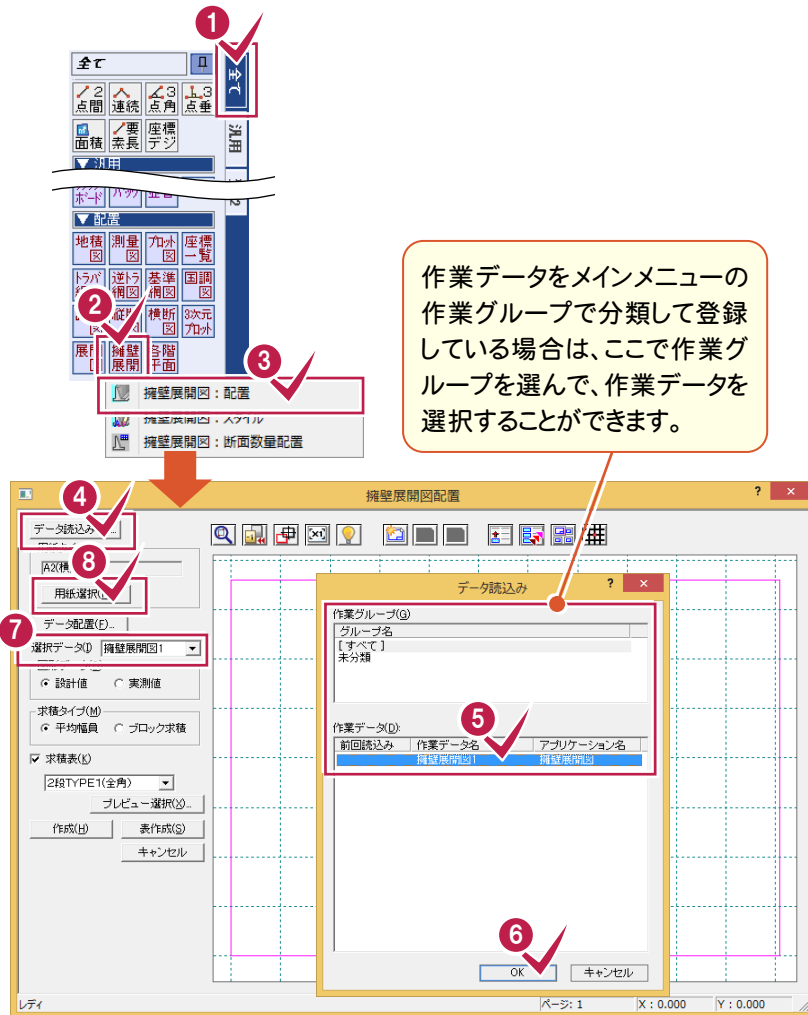 1
全て
全て
2点間
連続
3点角
3点垂
面積
要素長
座標デジ
汎用
▼ 汎用
ボード
▼ 配置
地積図
測量図
プロット図
座標一覧
逆トラ網図
基準網図
国調図
横断図
3次元プロット
2
擁壁展開
各階平面
3
擁壁展開図：配置
擁壁展開図：スタイル
擁壁展開図：断面数量配置
作業データをメインメニューの
作業グループで分類して登録
している場合は、ここで作業グ
ループを選んで、作業データを
選択することができます。
擁壁展開図配置
? ×
4
データ読込み
8
A2(横
用紙選択(
データ配置(F)...
7
選択データ(I) 擁壁展開図1
設計値 実測値
求積タイプ(M)
平均幅員 ブロック求積
求積表(K)
2段TYPE1(全角)
プレビュー選択(X)...
作成(H) 表作成(S)
キャンセル
データ読込み ? ×
作業グループ(G)
グループ名
[すべて]
未分類
5
作業データ(D):
前回読込み 作業データ名 アプリケーション名
擁壁展開図1 擁壁展開図
6
OK キャンセル
レディ ページ: 1 X : 0.000 Y : 0.000